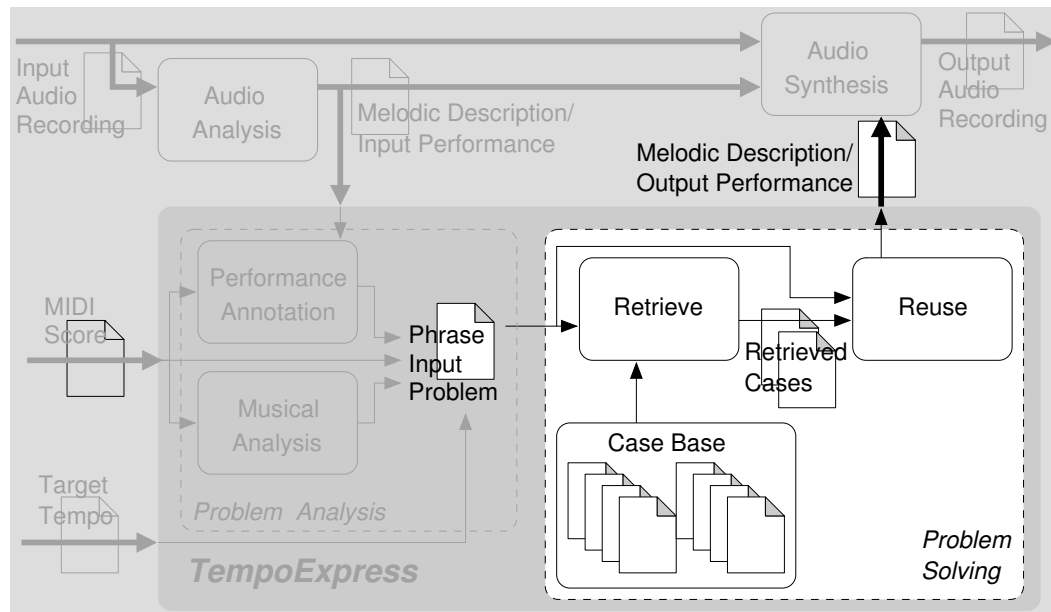 Input
Audio
Recording
Audio
Analysis
Melodic Description/
Input Performance
Audio
Synthesis
Output
Audio
Recording
Melodic Description/
Output Performance
MIDI
Score
Performance
Annotation
Musical
Analysis
Phrase
Input
Problem
Problem Analysis
Target
Tempo
TempoExpress
Retrieve
Retrieved
Cases
Reuse
Case Base
Problem
Solving